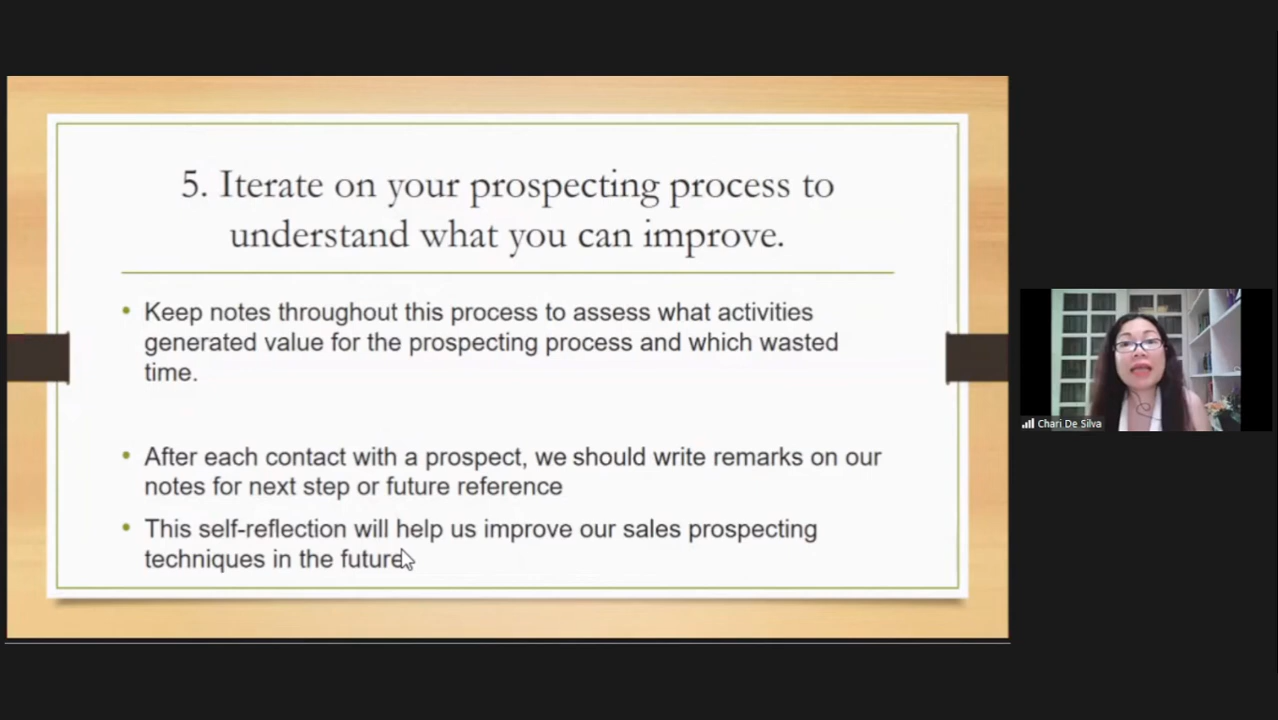 5. Iterate on your prospecting process to
understand what you can improve.
• Keep notes throughout this process to assess what activities
generated value for the prospecting process and which wasted
time.
• After each contact with a prospect, we should write remarks on our
notes for next step or future reference
• This self-reflection will help us improve our sales prospecting
techniques in the future
Chari De Silva